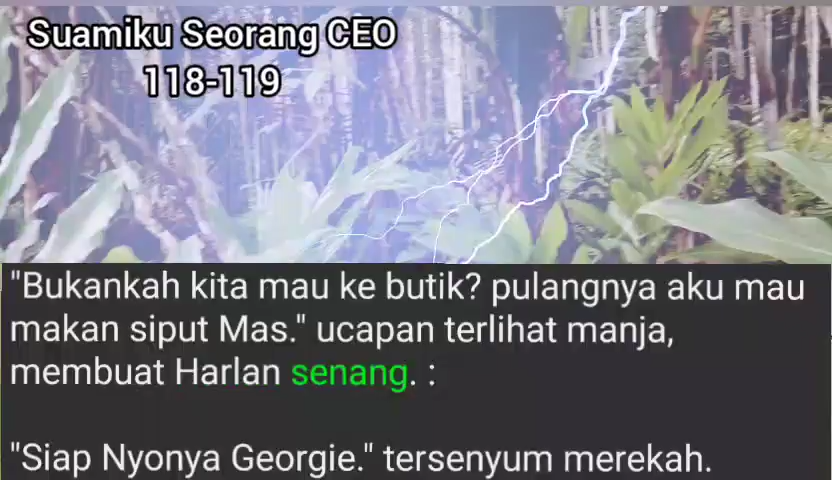 Suamiku Seorang CEO
118-119
"Bukankah kita mau ke butik? pulangnya aku mau
makan siput Mas." ucapan terlihat manja,
membuat Harlan senang. :
"Siap Nyonya Georgie." tersenyum merekah.